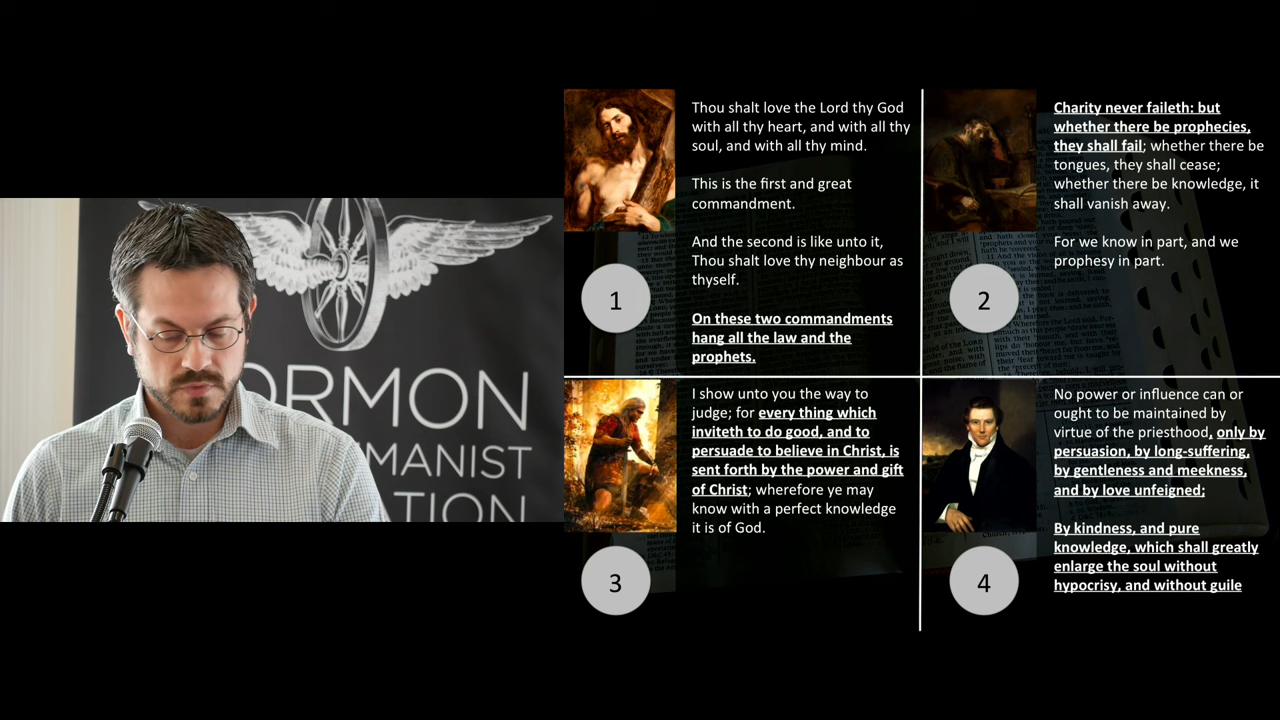 ORMON
MANIST
ATION
Thou shalt love the Lord thy God
with all thy heart, and with all thy
soul, and with all thy mind.
This is the first and great
commandment.
And the second is like unto it,
Thou shalt love thy neighbour as
thyself.
On these two commandments
hang all the law and the
prophets.
1
Charity never faileth: but
whether there be prophecies,
they shall fail; whether there be
tongues, they shall cease;
whether there be knowledge, it
shall vanish away.
For we know in part, and we
prophesy in part.
2
I show unto you the way to
judge; for every thing which
inviteth to do good, and to
persuade to believe in Christ, is
sent forth by the power and gift
of Christ; wherefore ye may
know with a perfect knowledge
it is of God.
3
No power or influence can or
ought to be maintained by
virtue of the priesthood, only by
persuasion, by long-suffering,
by gentleness and meekness,
and by love unfeigned;
By kindness, and pure
knowledge, which shall greatly
enlarge the soul without
hypocrisy, and without guile
4